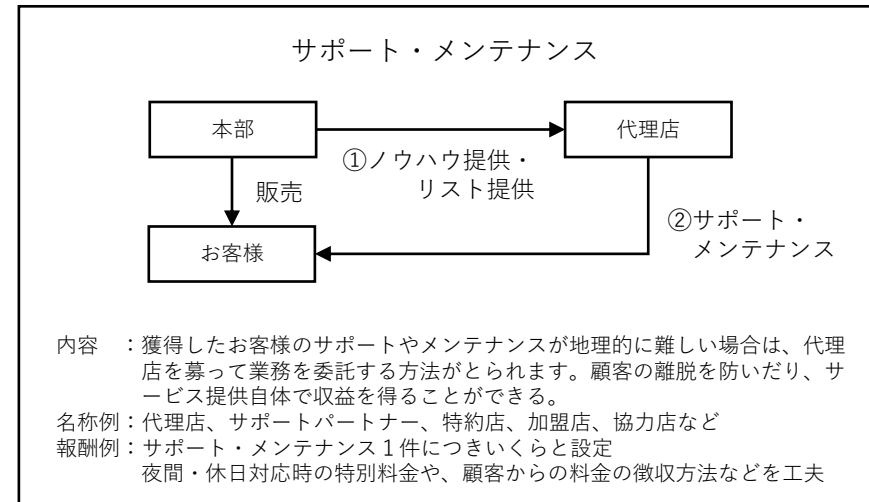 サポート・メンテナンス
本部
代理店
①ノウハウ提供・
リスト提供
販売
②サポート・
メンテナンス
お客様
内容　：獲得したお客様のサポートやメンテナンスが地理的に難しい場合は、代理
店を募って業務を委託する方法がとられます。顧客の離脱を防いだり、サ
ービス提供自体で収益を得ることができる。
名称例：代理店、サポートパートナー、特約店、加盟店、協力店など
報酬例：サポート・メンテナンス１件につきいくらと設定
夜間・休日対応時の特別料金や、顧客からの料金の徴収方法などを工夫